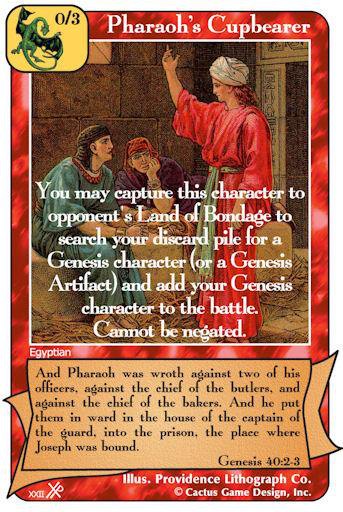 0/3
Pharaoh's Cupbearer
You may capture this character to
opponent's Land of Bondage to
search your discard pile for a
Genesis character (or a Genesis
Artifact) and add your Genesis
character to the battle.
Cannot be negated.
Egyptian
And Pharaoh was wroth against two of his
officers, against the chief of the butlers, and
against the chief of the bakers. And he put
them in ward in the house of the captain of
the guard, into the prison, the place where
Joseph was bound.
Genesis 40:2-3
Illus. Providence Lithograph Co.
XXII
© Cactus Game Design, Inc.